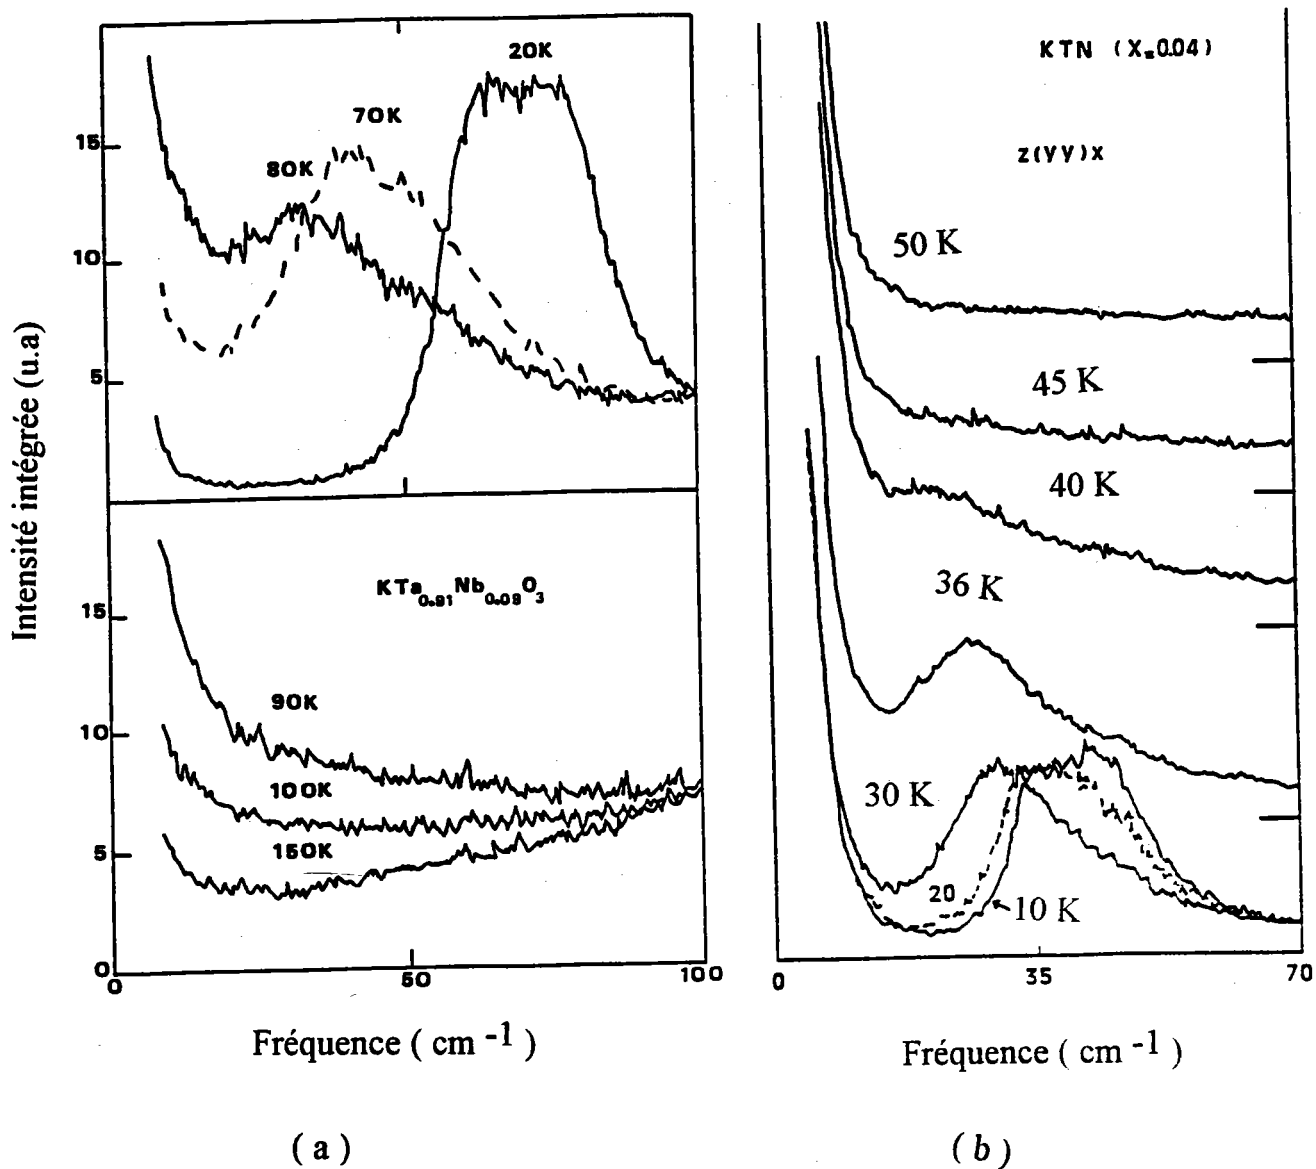 Intensité intégrée (u.a)
20K
70K
80K
15
10
5
KTa0.91Nb0.09O3
15
90K
10
100K
150K
5
0
0 50 100
Fréquence ( cm -1 )
( a )
KTN (X=0.04)
z(yy)x
50 K
45 K
40 K
36 K
30 K
20
10 K
0 35 70
Fréquence ( cm -1 )
( b )